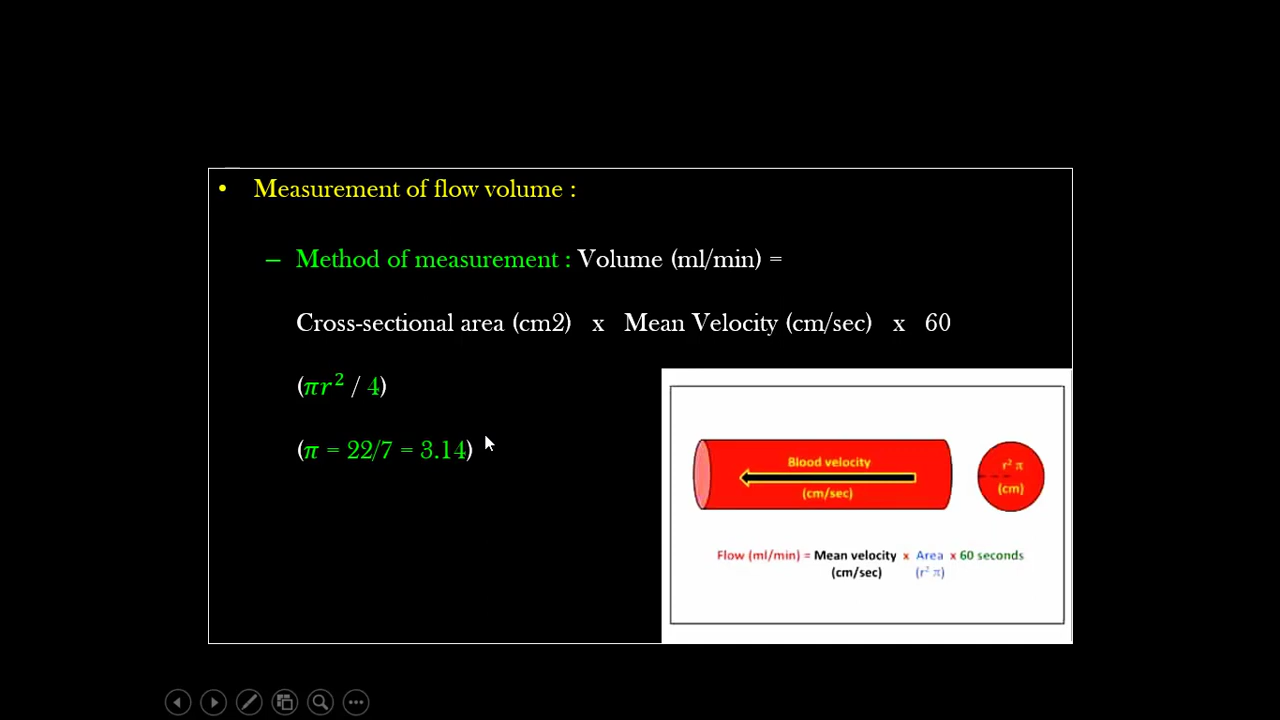 • Measurement of flow volume :
– Method of measurement : Volume (ml/min) =
Cross-sectional area (cm2) x Mean Velocity (cm/sec) x 60
(πr² / 4)
(π = 22/7 = 3.14)
Blood velocity
(cm/sec)
r² π
(cm)
Flow (ml/min) = Mean velocity x Area x 60 seconds
(cm/sec) (r² π)